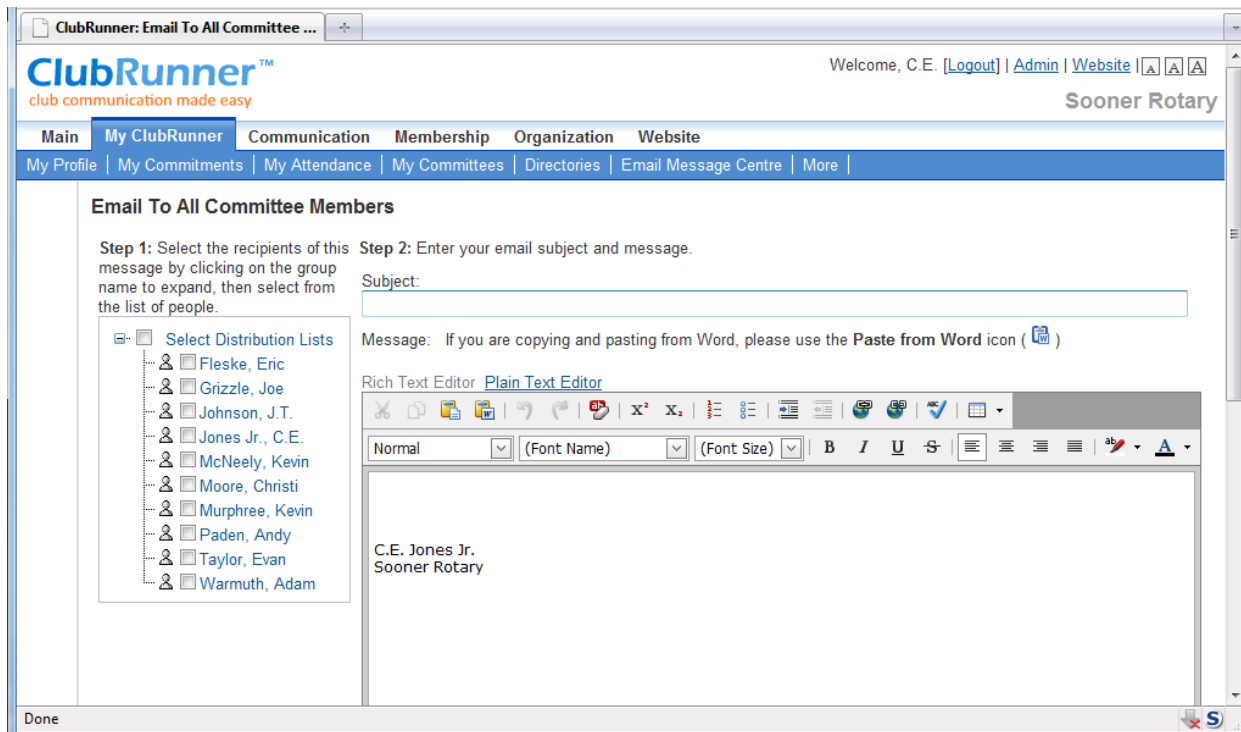 ClubRunner: Email To All Committee ...
ClubRunner™
club communication made easy
Welcome, C.E. [Logout] | Admin | Website | A A A
Sooner Rotary
Main My ClubRunner Communication Membership Organization Website
My Profile | My Commitments | My Attendance | My Committees | Directories | Email Message Centre | More |
Email To All Committee Members
Step 1: Select the recipients of this
message by clicking on the group
name to expand, then select from
the list of people.
Select Distribution Lists
Fleske, Eric
Grizzle, Joe
Johnson, J.T.
Jones Jr., C.E.
McNeely, Kevin
Moore, Christi
Murphree, Kevin
Paden, Andy
Taylor, Evan
Warmuth, Adam
Step 2: Enter your email subject and message.
Subject:
Message: If you are copying and pasting from Word, please use the Paste from Word icon ( )
Rich Text Editor Plain Text Editor
X² X₂ ABC
Normal (Font Name) (Font Size) B I U S ab A
C.E. Jones Jr.
Sooner Rotary
Done S